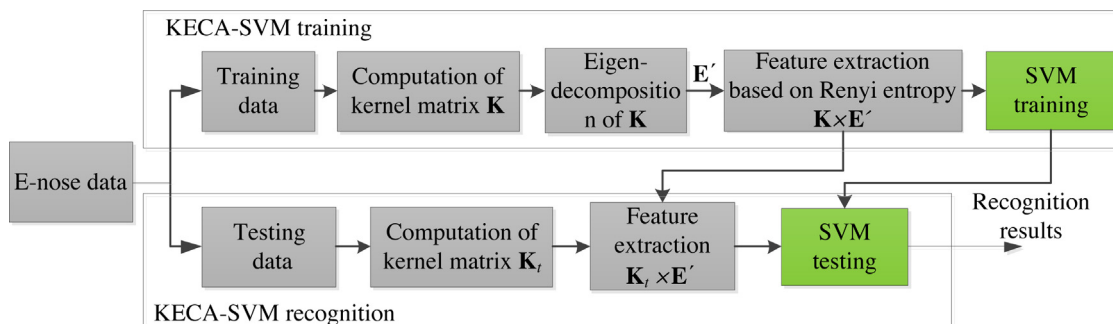 KECA-SVM training
Training
data
Computation of
kernel matrix K
Eigen-
decompositio
n of K
E´
Feature extraction
based on Renyi entropy
K×E´
SVM
training
E-nose data
Testing
data
Computation of
kernel matrix Kt
Feature
extraction
Kt ×E´
SVM
testing
Recognition
results
KECA-SVM recognition